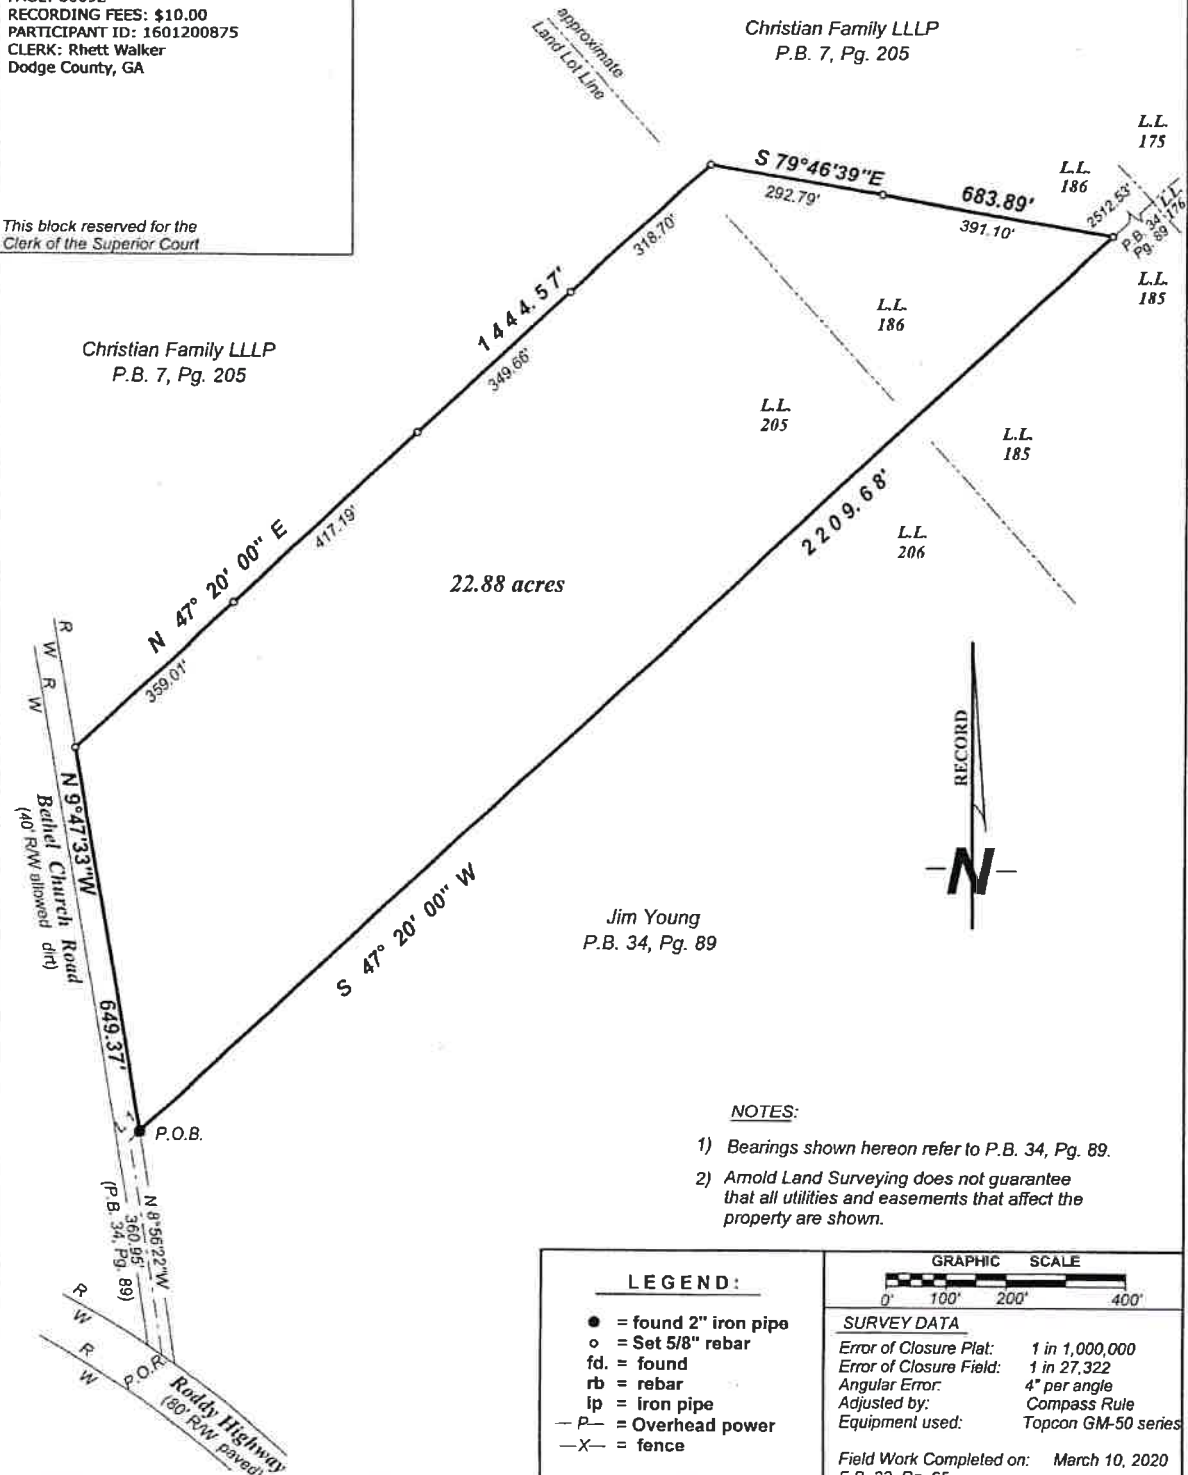 RECORDING FEES: $10.00
PARTICIPANT ID: 1601200875
CLERK: Rhett Walker
Dodge County, GA
This block reserved for the
Clerk of the Superior Court
approximate
Land Lot Line
Christian Family LLLP
P.B. 7, Pg. 205
L.L.
175
L.L.
186
S 79°46'39"E
683.89'
292.79'
391.10'
2512.53'
P.B. 34
Pg. 89
L.L.
176
L.L.
185
318.70'
1444.57'
349.66'
L.L.
186
Christian Family LLLP
P.B. 7, Pg. 205
L.L.
205
L.L.
185
2209.68'
L.L.
206
417.19'
N 47° 20' 00" E
22.88 acres
359.01'
R
W
R
W
RECORD
N
N 9°47'33"W
Bethel Church Road
(40' R/W allowed dirt)
649.37'
S 47° 20' 00" W
Jim Young
P.B. 34, Pg. 89
P.O.B.
N 8°56'22"W
360.95'
(P.B. 34, Pg. 89)
NOTES:
1) Bearings shown hereon refer to P.B. 34, Pg. 89.
2) Arnold Land Surveying does not guarantee
that all utilities and easements that affect the
property are shown.
R
W
R
W
P.O.R.
Roddy Highway
(80' R/W paved)
LEGEND:
● = found 2" iron pipe
o = Set 5/8" rebar
fd. = found
rb = rebar
ip = iron pipe
— P— = Overhead power
—X— = fence
GRAPHIC SCALE
0' 100' 200' 400'
SURVEY DATA
Error of Closure Plat: 1 in 1,000,000
Error of Closure Field: 1 in 27,322
Angular Error: 4" per angle
Adjusted by: Compass Rule
Equipment used: Topcon GM-50 series
Field Work Completed on: March 10, 2020